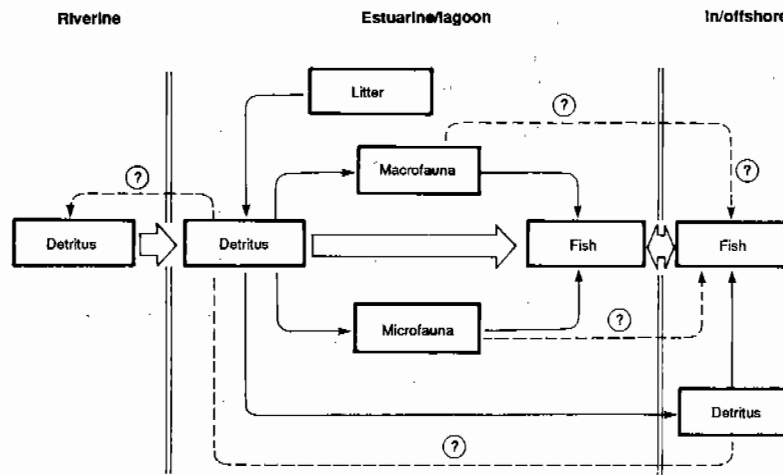 Riverine Estuarine/lagoon In/offshore
Litter
?
Macrofauna
?
?
Detritus
Detritus
Fish
Fish
Microfauna
?
Detritus
?